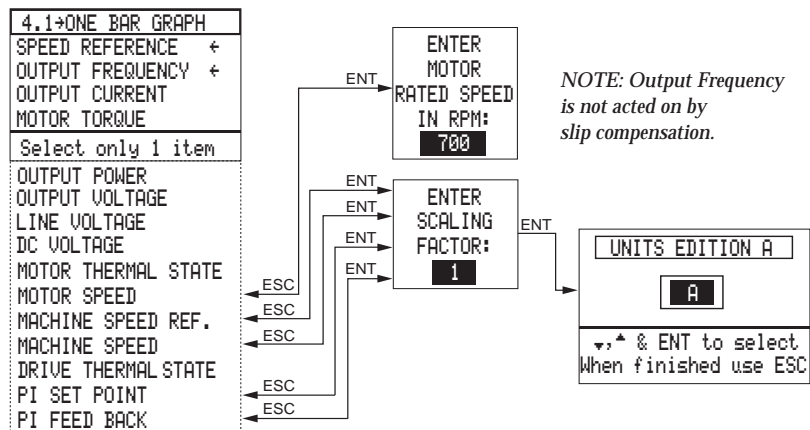 4.1→ONE BAR GRAPH
SPEED REFERENCE ←
OUTPUT FREQUENCY ←
OUTPUT CURRENT
MOTOR TORQUE
Select only 1 item
OUTPUT POWER
OUTPUT VOLTAGE
LINE VOLTAGE
DC VOLTAGE
MOTOR THERMAL STATE
MOTOR SPEED
MACHINE SPEED REF.
MACHINE SPEED
DRIVE THERMAL STATE
PI SET POINT
PI FEED BACK
ESC
ESC
ESC
ESC
ESC
ENT
ENT
ENT
ENT
ENT
ENTER
MOTOR
RATED SPEED
IN RPM:
700
ENTER
SCALING
FACTOR:
1
ENT
NOTE: Output Frequency
is not acted on by
slip compensation.
UNITS EDITION A
A
▼,▲ & ENT to select
When finished use ESC